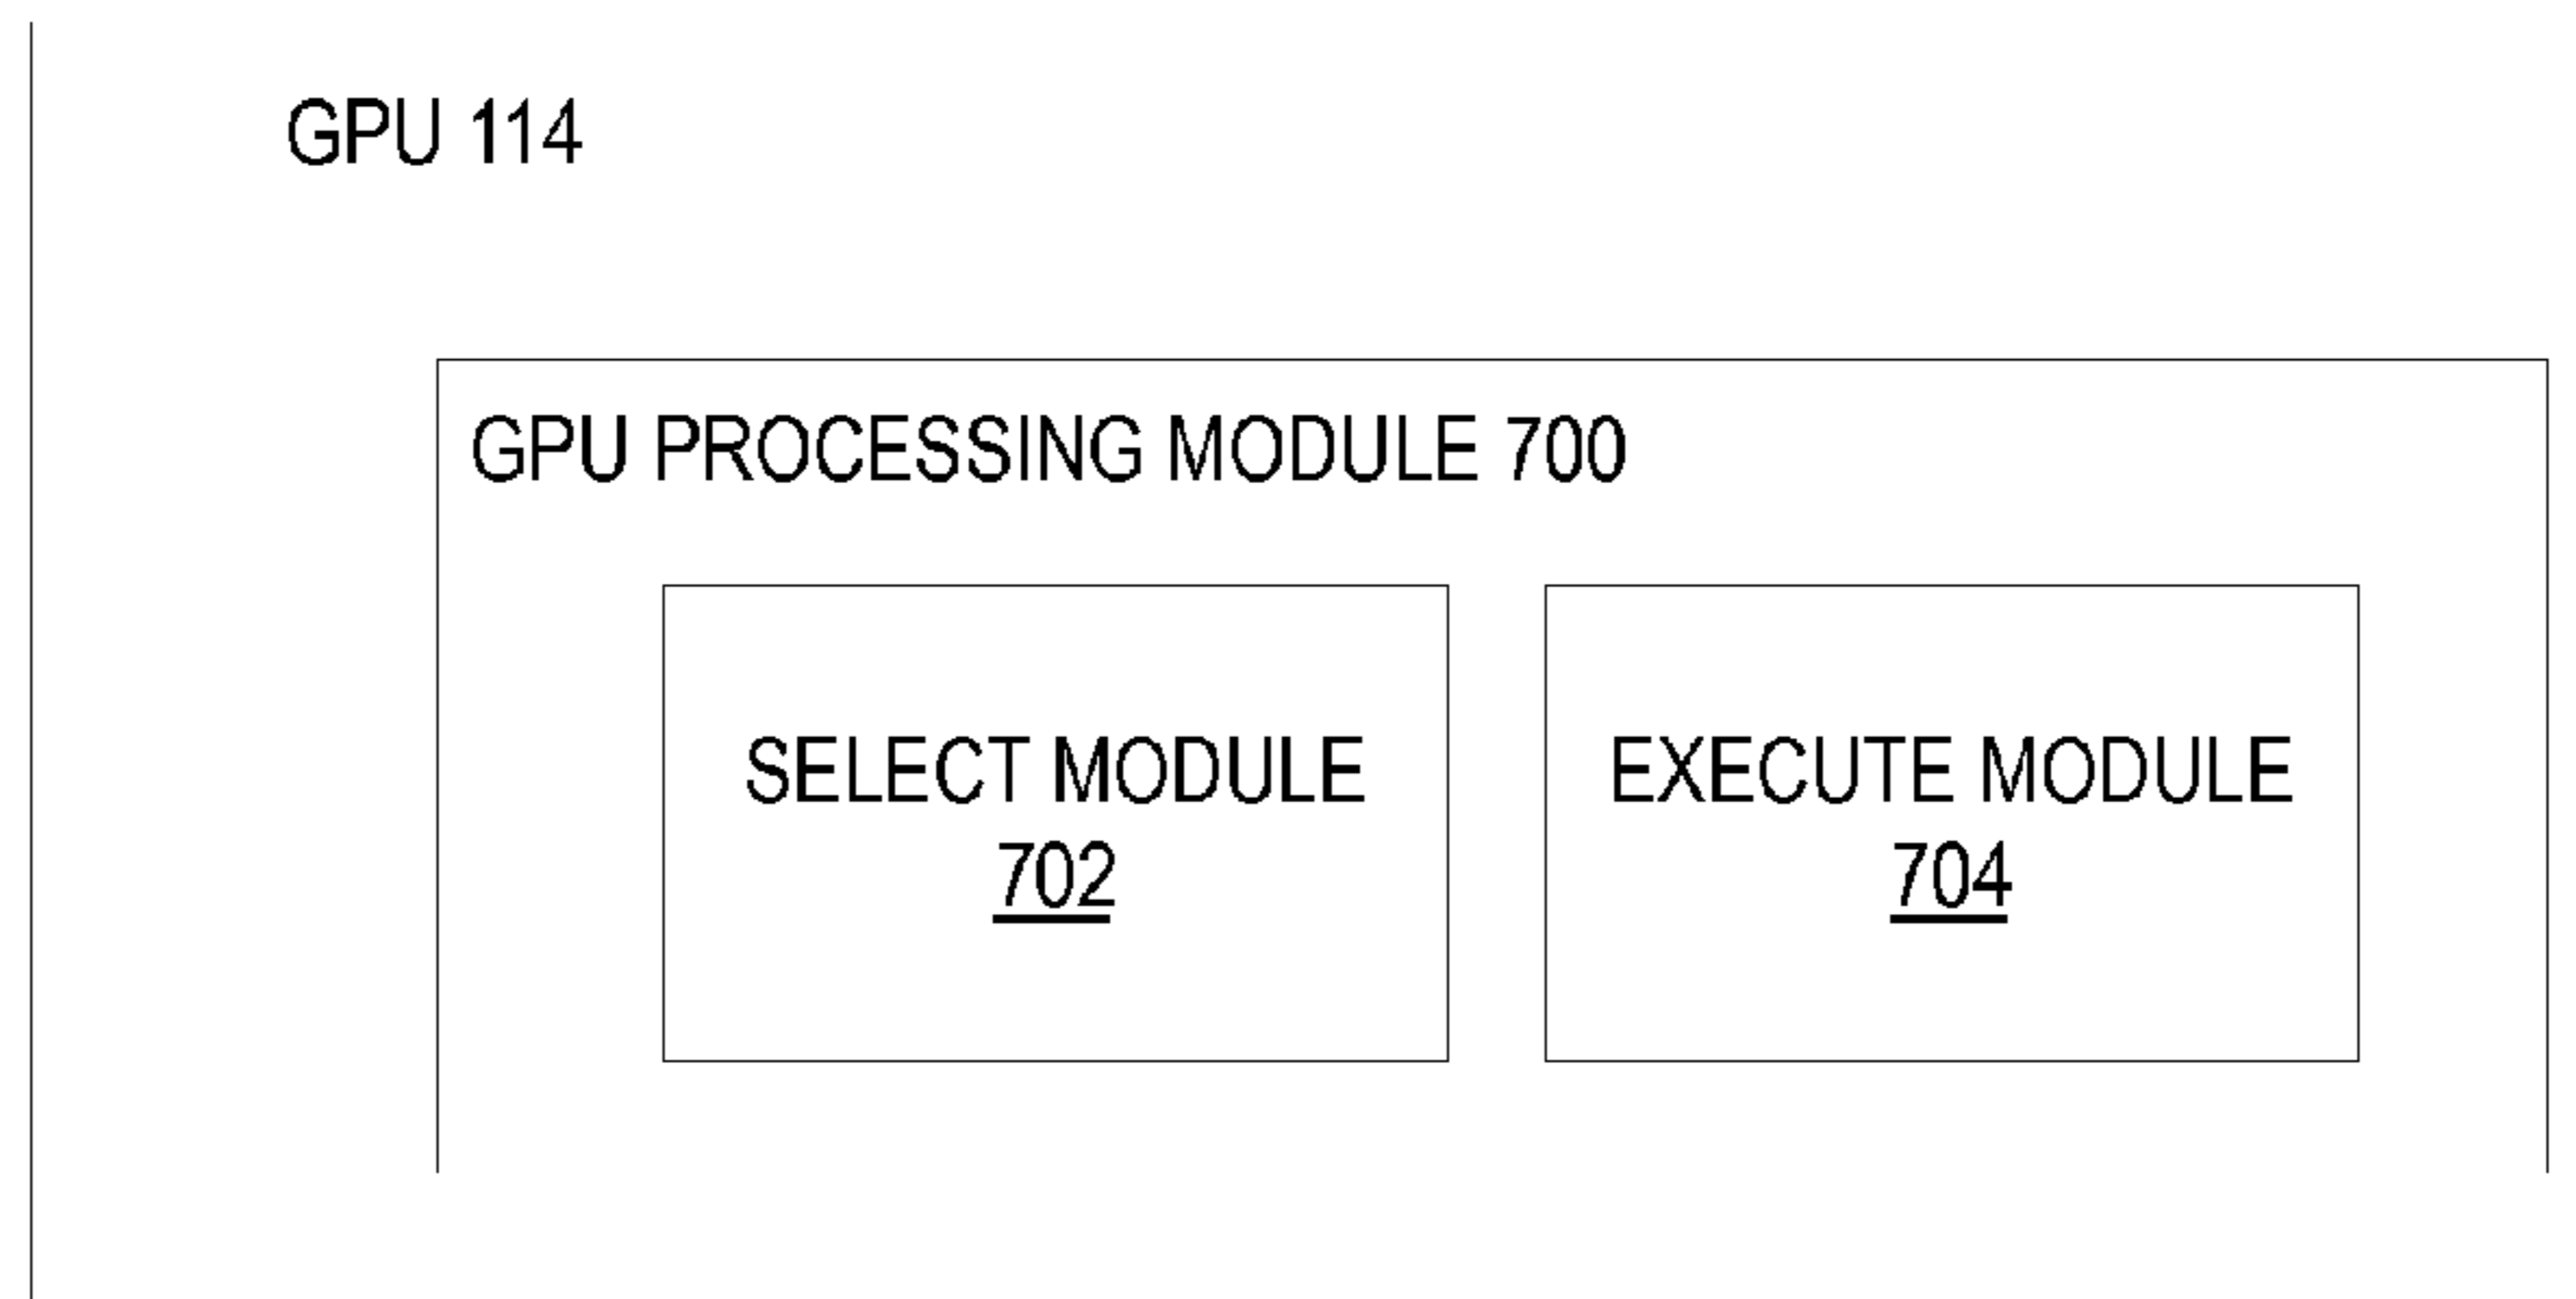 GPU 114
GPU PROCESSING MODULE 700
SELECT MODULE
702
EXECUTE MODULE
704